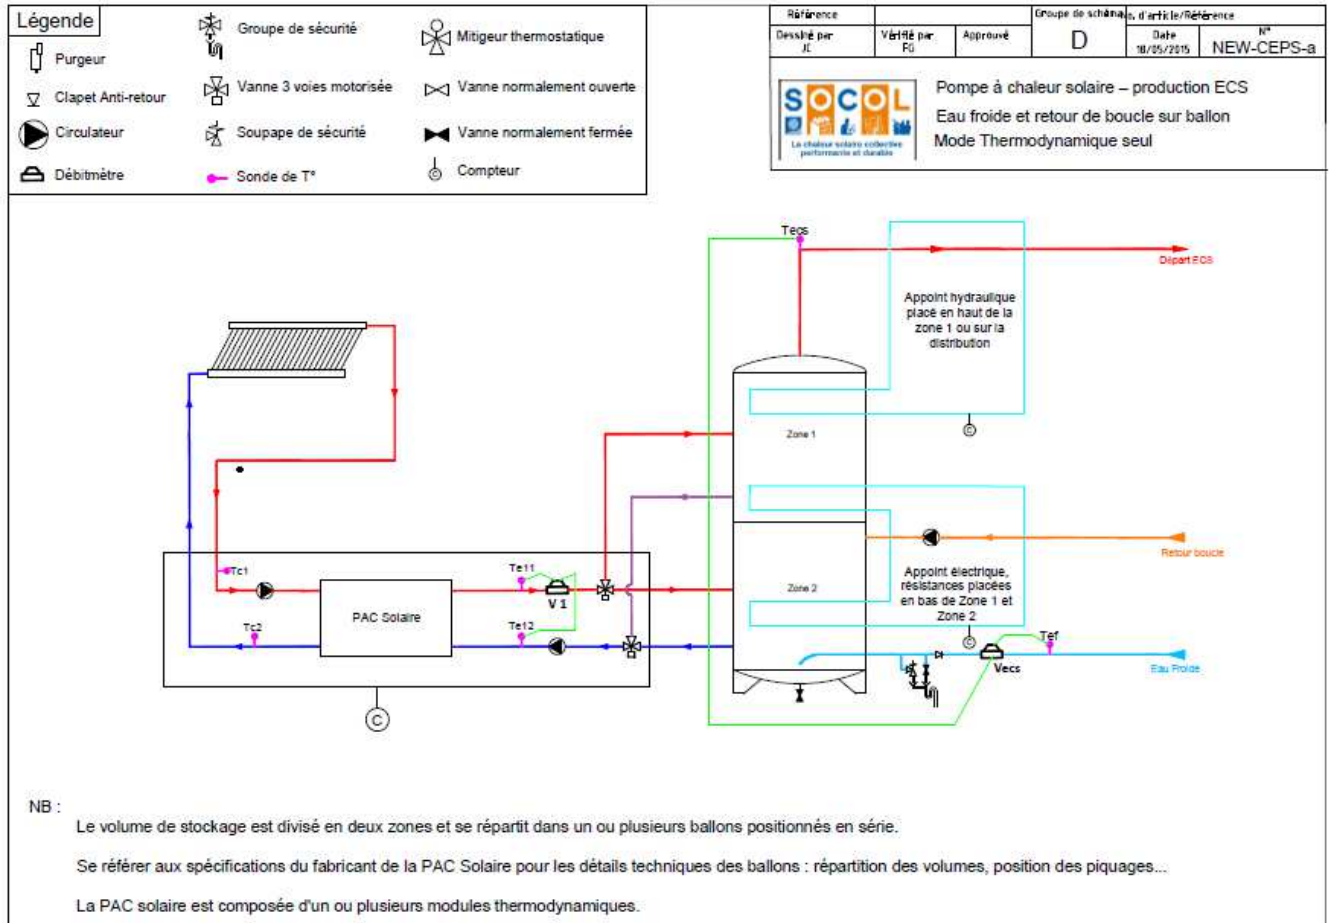 Légende
Purgeur
Clapet Anti-retour
Circulateur
Débitmètre
Groupe de sécurité
Vanne 3 voies motorisée
Soupape de sécurité
Sonde de T°
Mitigeur thermostatique
Vanne normalement ouverte
Vanne normalement fermée
C Compteur
Référence
Groupe de schéma
No. d'article/Référence
Dessiné par
JC
Vérifié par
FG
Approuvé
D
Date
18/05/2015
N°
NEW-CEPS-a
SOCOL
La chaleur solaire collective
performante et durable
Pompe à chaleur solaire – production ECS
Eau froide et retour de boucle sur ballon
Mode Thermodynamique seul
Tecs
Départ ECS
Appoint hydraulique
placé en haut de la
zone 1 ou sur la
distribution
C
Zone 1
Retour boucle
Appoint électrique,
résistances placées
en bas de Zone 1 et
Zone 2
C
Zone 2
Tc1
Tc2
PAC Solaire
Te11
V 1
Te12
C
Tef
Vecs
Eau Froide
NB :
Le volume de stockage est divisé en deux zones et se répartit dans un ou plusieurs ballons positionnés en série.
Se référer aux spécifications du fabricant de la PAC Solaire pour les détails techniques des ballons : répartition des volumes, position des piquages...
La PAC solaire est composée d'un ou plusieurs modules thermodynamiques.